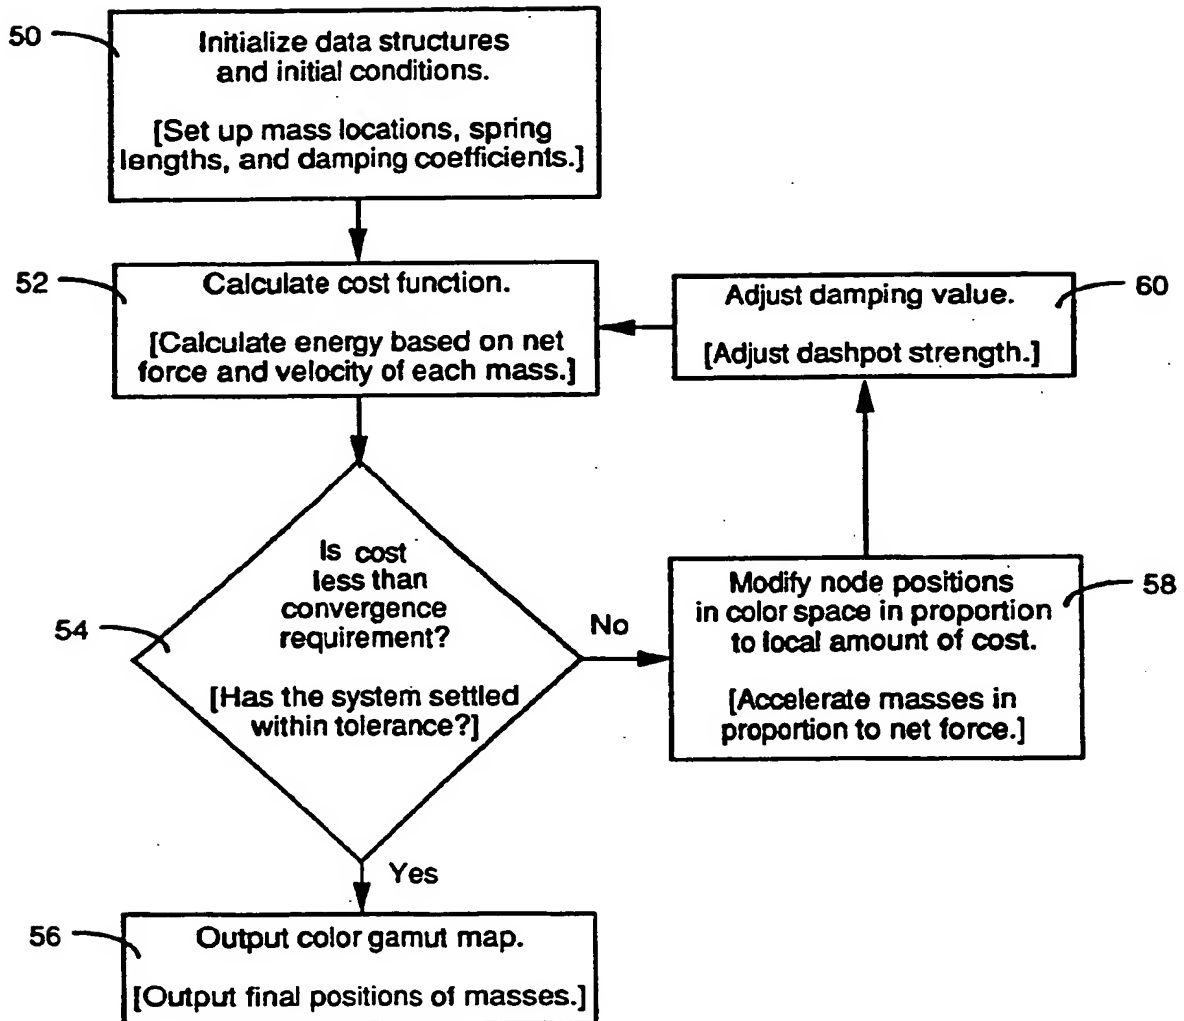 50
Initialize data structures
and initial conditions.
[Set up mass locations, spring
lengths, and damping coefficients.]
52
Calculate cost function.
[Calculate energy based on net
force and velocity of each mass.]
Adjust damping value.
[Adjust dashpot strength.]
60
54
Is cost
less than
convergence
requirement?
[Has the system settled
within tolerance?]
No
Modify node positions
in color space in proportion
to local amount of cost.
[Accelerate masses in
proportion to net force.]
58
Yes
56
Output color gamut map.
[Output final positions of masses.]